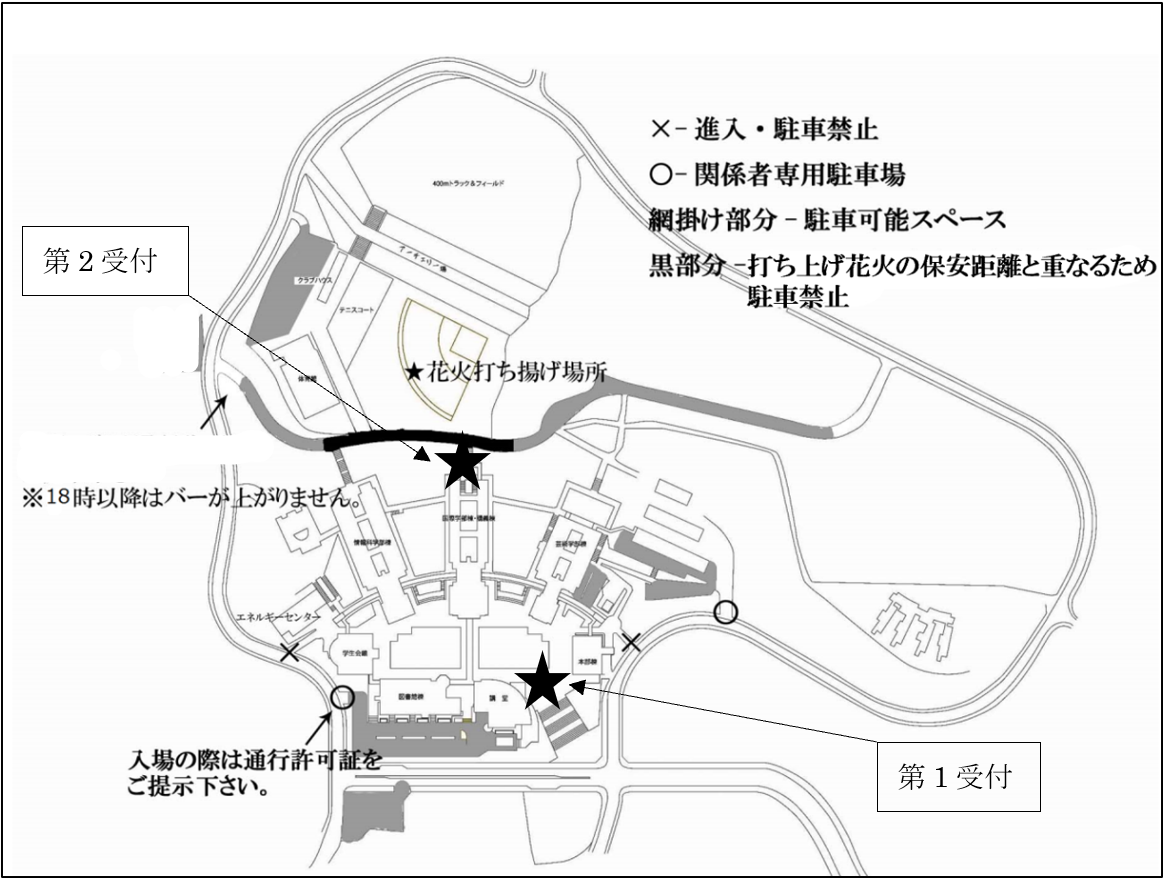 ×-進入・駐車禁止
○-関係者専用駐車場
網掛け部分-駐車可能スペース
黒部分-打ち上げ花火の保安距離と重なるため
駐車禁止
400mトラック&フィールド
第2受付
アーチェリー場
クラブハウス
テニスコート
体育館
★花火打ち揚げ場所
※18時以降はバーが上がりません。
国際学部棟・講義棟
情報科学部棟
芸術学部棟
エネルギーセンター
学生会館
本部棟
図書館棟
講堂
入場の際は通行許可証を
ご提示下さい。
第1受付